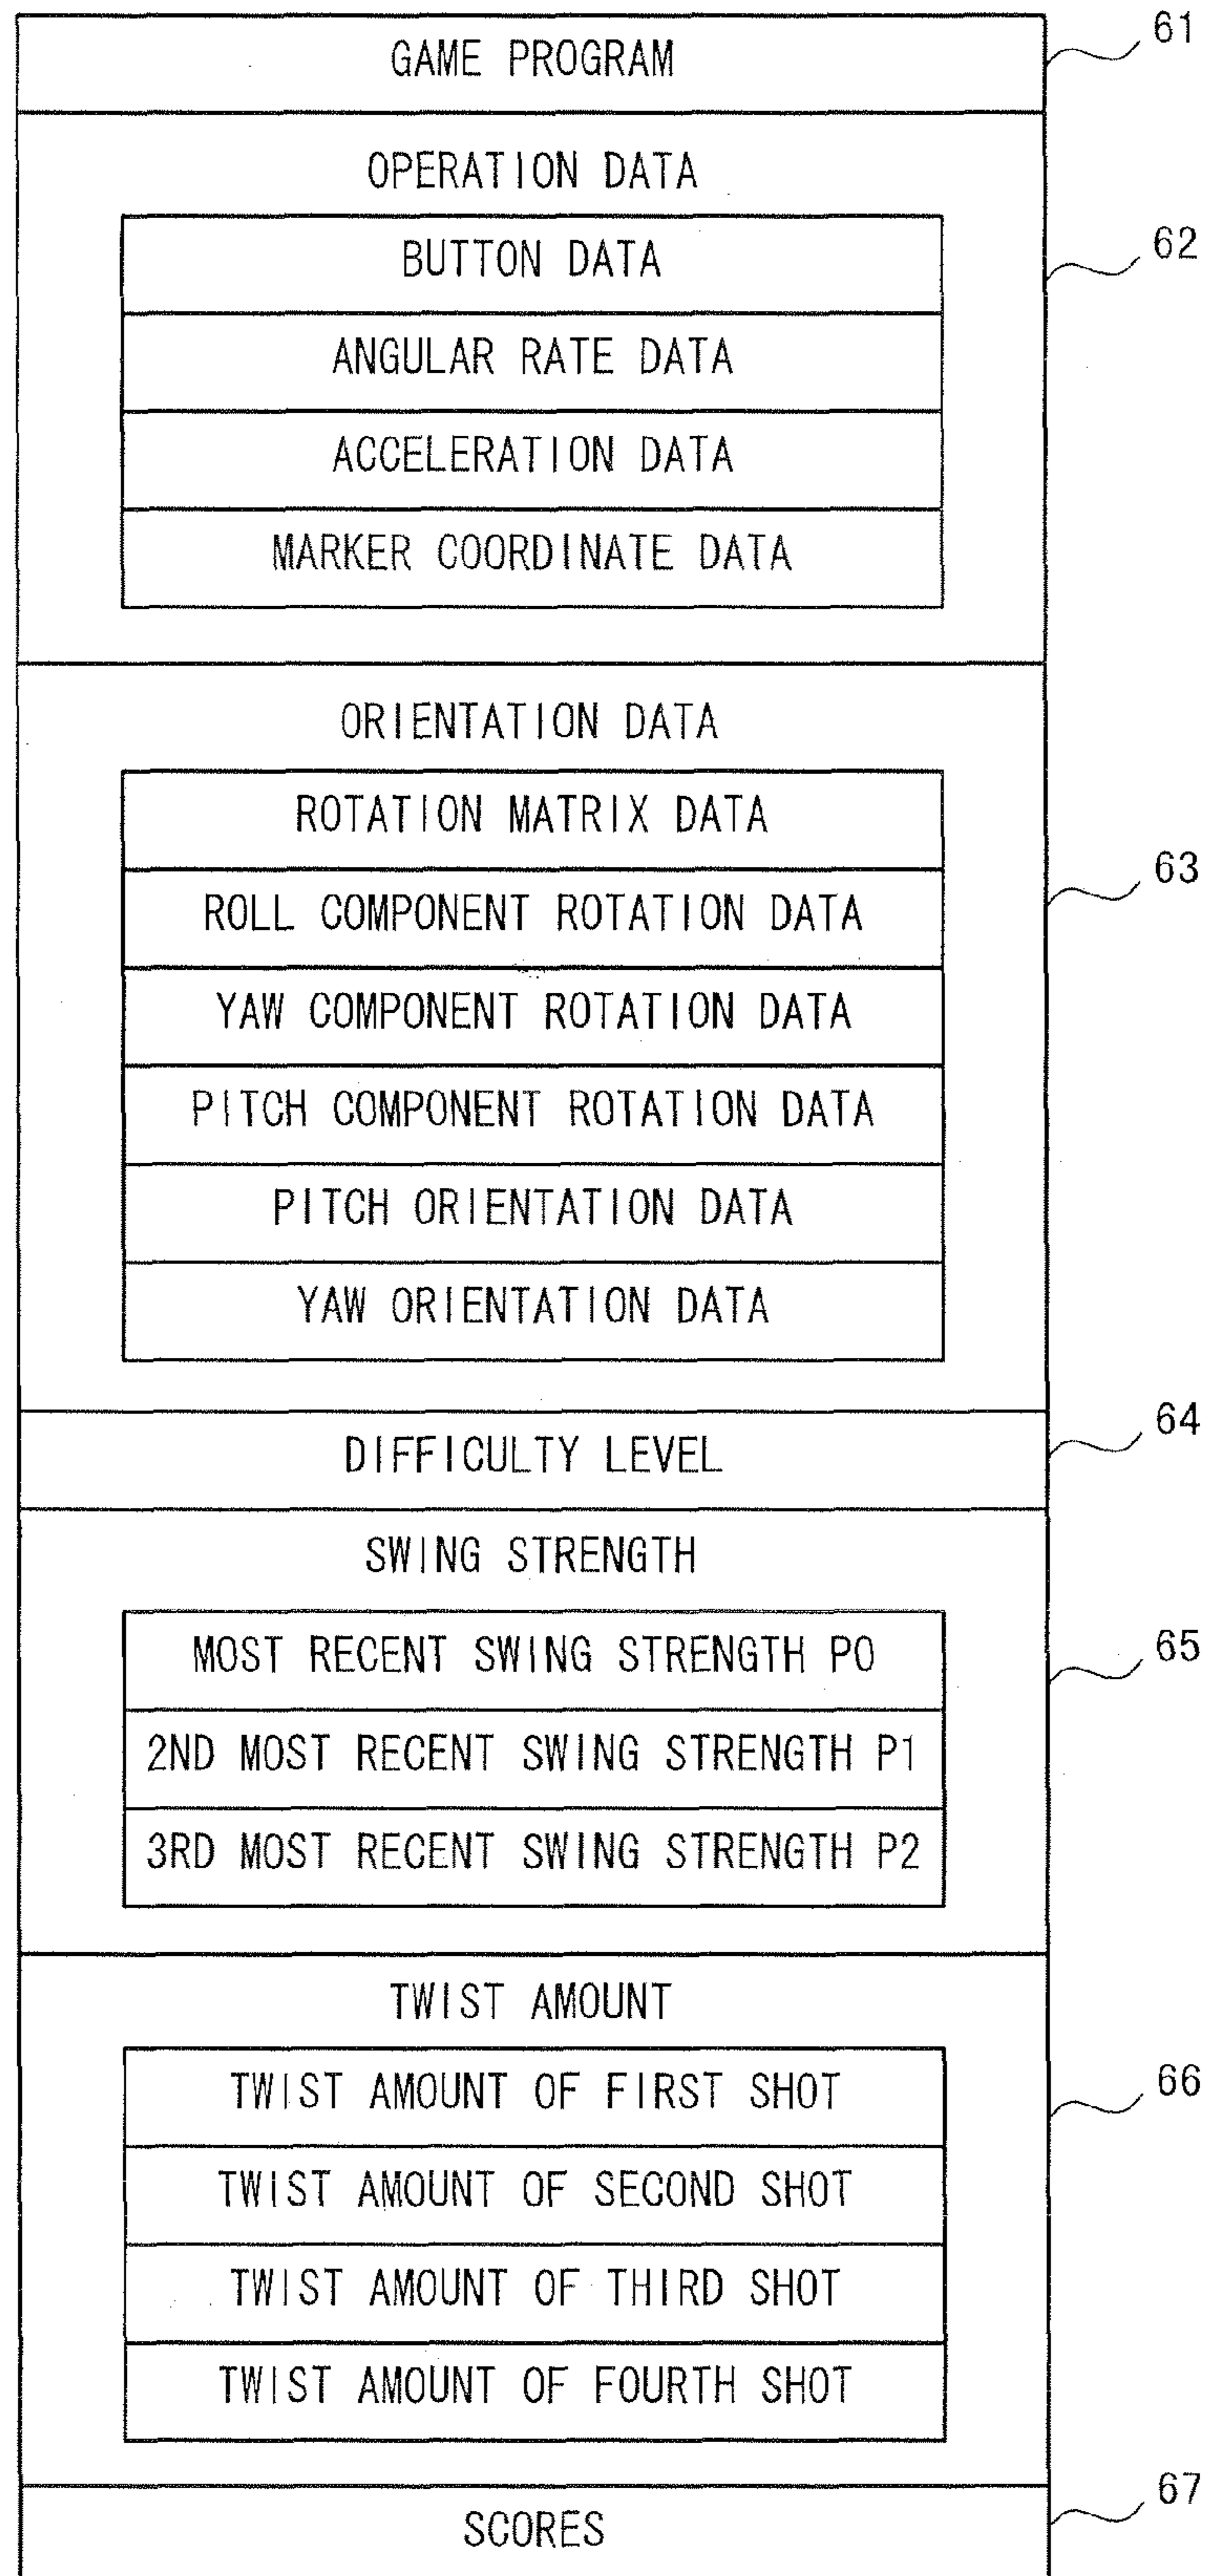 GAME PROGRAM
61
OPERATION DATA
62
BUTTON DATA
ANGULAR RATE DATA
ACCELERATION DATA
MARKER COORDINATE DATA
ORIENTATION DATA
ROTATION MATRIX DATA
63
ROLL COMPONENT ROTATION DATA
YAW COMPONENT ROTATION DATA
PITCH COMPONENT ROTATION DATA
PITCH ORIENTATION DATA
YAW ORIENTATION DATA
64
DIFFICULTY LEVEL
SWING STRENGTH
65
MOST RECENT SWING STRENGTH P0
2ND MOST RECENT SWING STRENGTH P1
3RD MOST RECENT SWING STRENGTH P2
TWIST AMOUNT
66
TWIST AMOUNT OF FIRST SHOT
TWIST AMOUNT OF SECOND SHOT
TWIST AMOUNT OF THIRD SHOT
TWIST AMOUNT OF FOURTH SHOT
67
SCORES